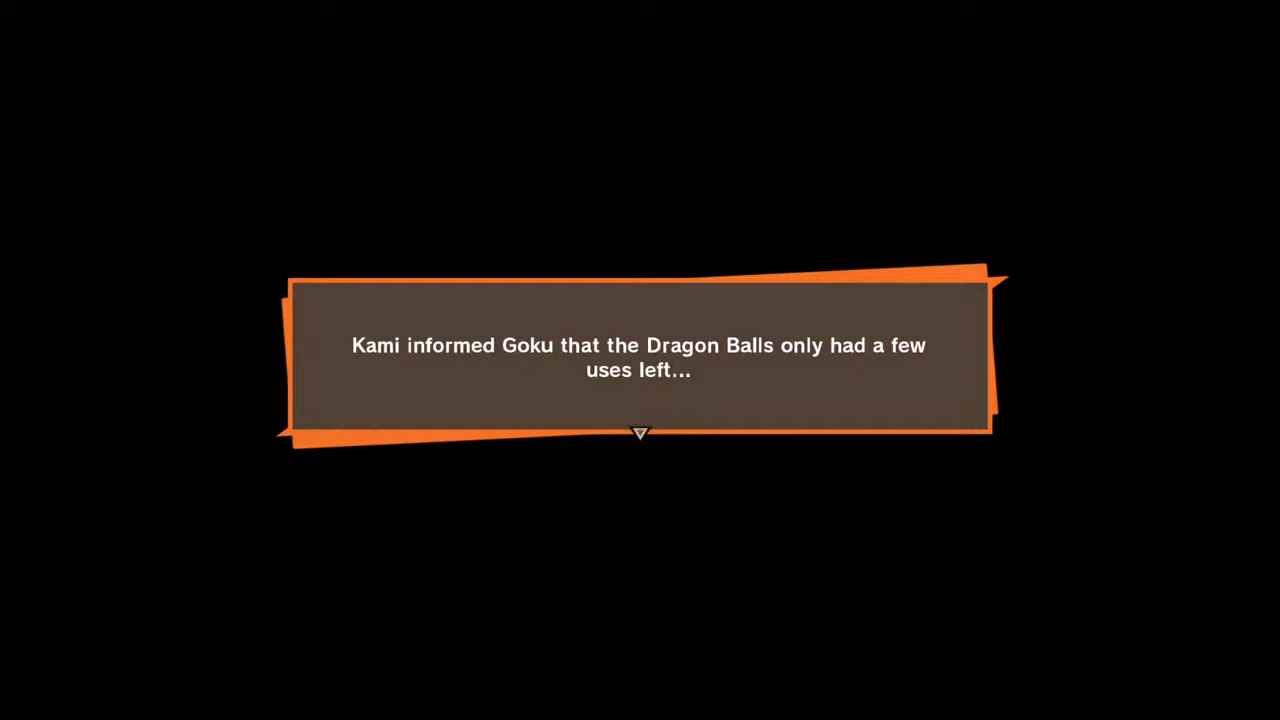 Kami informed Goku that the Dragon Balls only had a few
uses left...